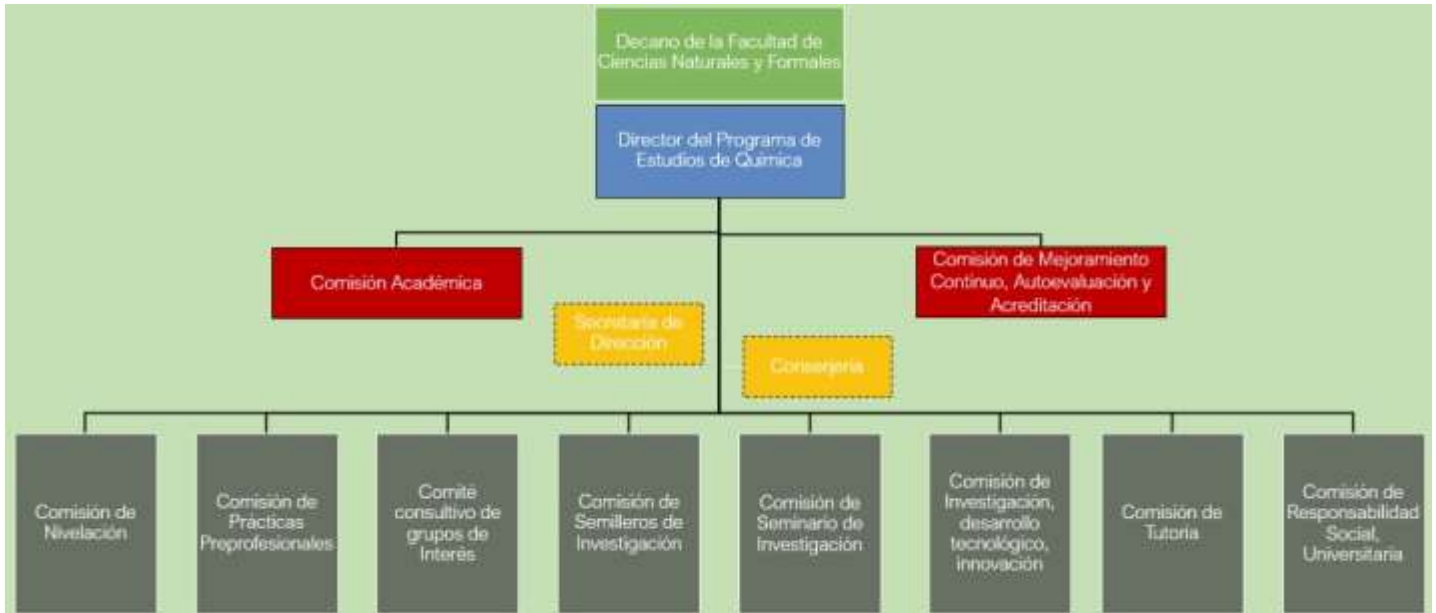 Decano de la Facultad de
Ciencias Naturales y Formales
Director del Programa de
Estudios de Química
Comisión Académica
Comisión de Mejoramiento
Continuo, Autoevaluación y
Acreditación
Secretaria de
Dirección
Conserjería
Comisión de
Nivelación
Comisión de
Prácticas
Preprofesionales
Comité
consultivo de
grupos de
Interés
Comisión de
Semilleros de
Investigación
Comisión de
Seminario de
Investigación
Comisión de
Investigación,
desarrollo
tecnológico,
innovación
Comisión de
Tutoría
Comisión de
Responsabilidad
Social,
Universitaria